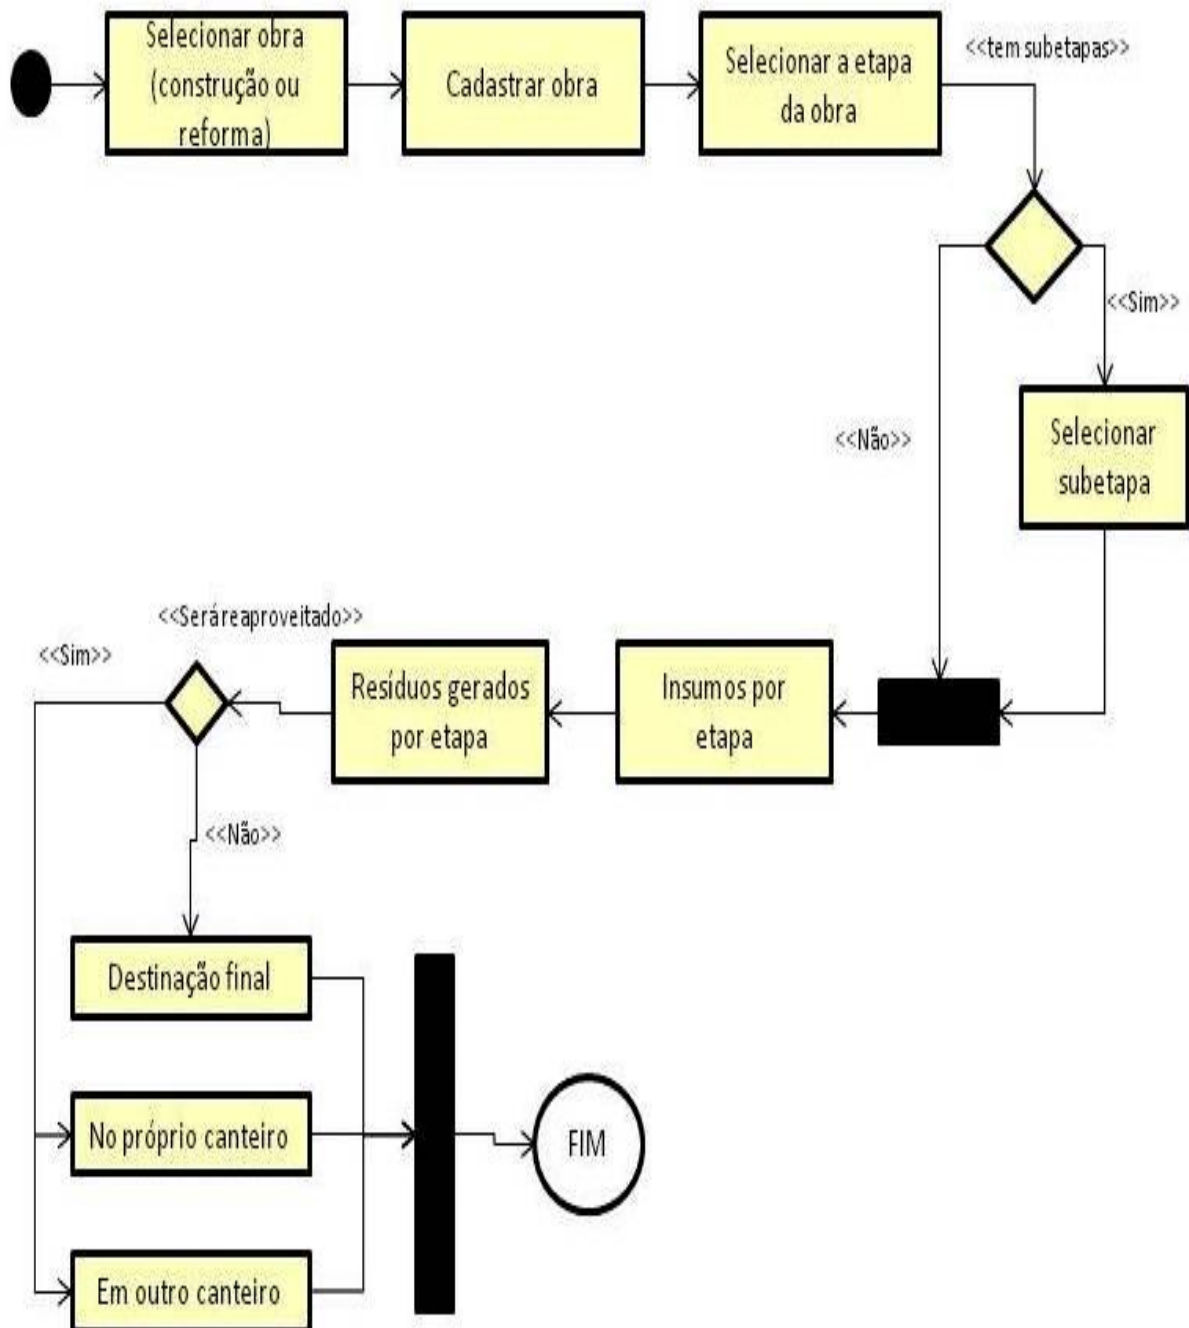 Selecionar obra
(construção ou
reforma)
Cadastrar obra
Selecionar a etapa
da obra
<<tem subetapas>>
<<Sim>>
<<Não>>
Selecionar
subetapa
<<Seráreaproveitado>>
<<Sim>>
Resíduos gerados
por etapa
Insumos por
etapa
<<Não>>
Destinação final
No próprio canteiro
FIM
Em outro canteiro